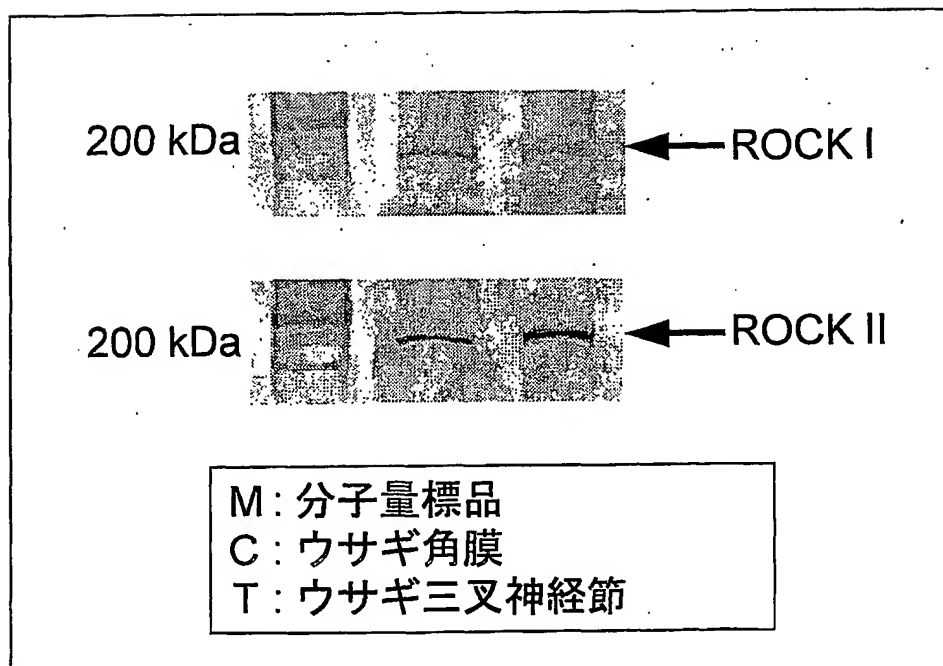 200 kDa
ROCK I
200 kDa
ROCK II
M : 分子量標品
C : ウサギ角膜
T : ウサギ三叉神経節